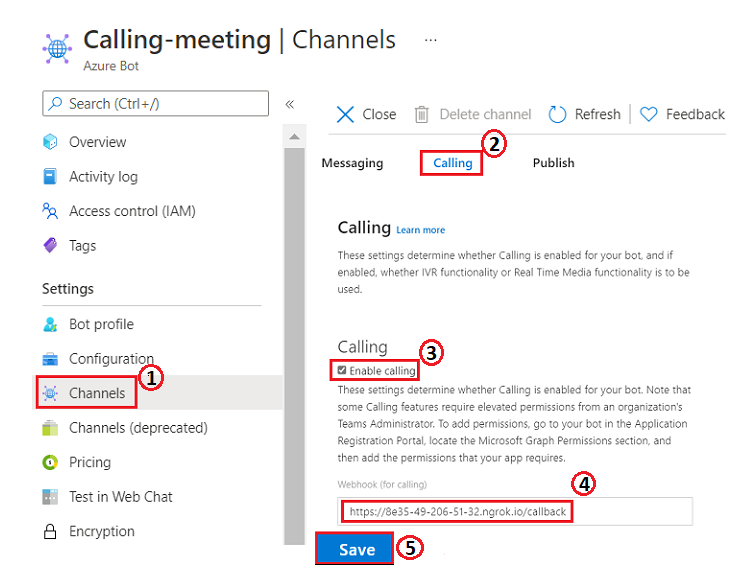 Calling-meeting | Channels ...
Azure Bot
Search (Ctrl+/) «
Overview
Activity log
Access control (IAM)
Tags
Settings
Bot profile
Configuration
1
Channels
Channels (deprecated)
Pricing
Test in Web Chat
Encryption
Close Delete channel Refresh Feedback
2
Messaging Calling Publish
Calling Learn more
These settings determine whether Calling is enabled for your bot, and if
enabled, whether IVR functionality or Real Time Media functionality is to be
used.
Calling
3
Enable calling
These settings determine whether Calling is enabled for your bot. Note that
some Calling features require elevated permissions from an organization's
Teams Administrator. To add permissions, go to your bot in the Application
Registration Portal, locate the Microsoft Graph Permissions section, and
then add the permissions that your app requires.
Webhook (for calling)
4
https://8e35-49-206-51-32.ngrok.io/callback
Save 5